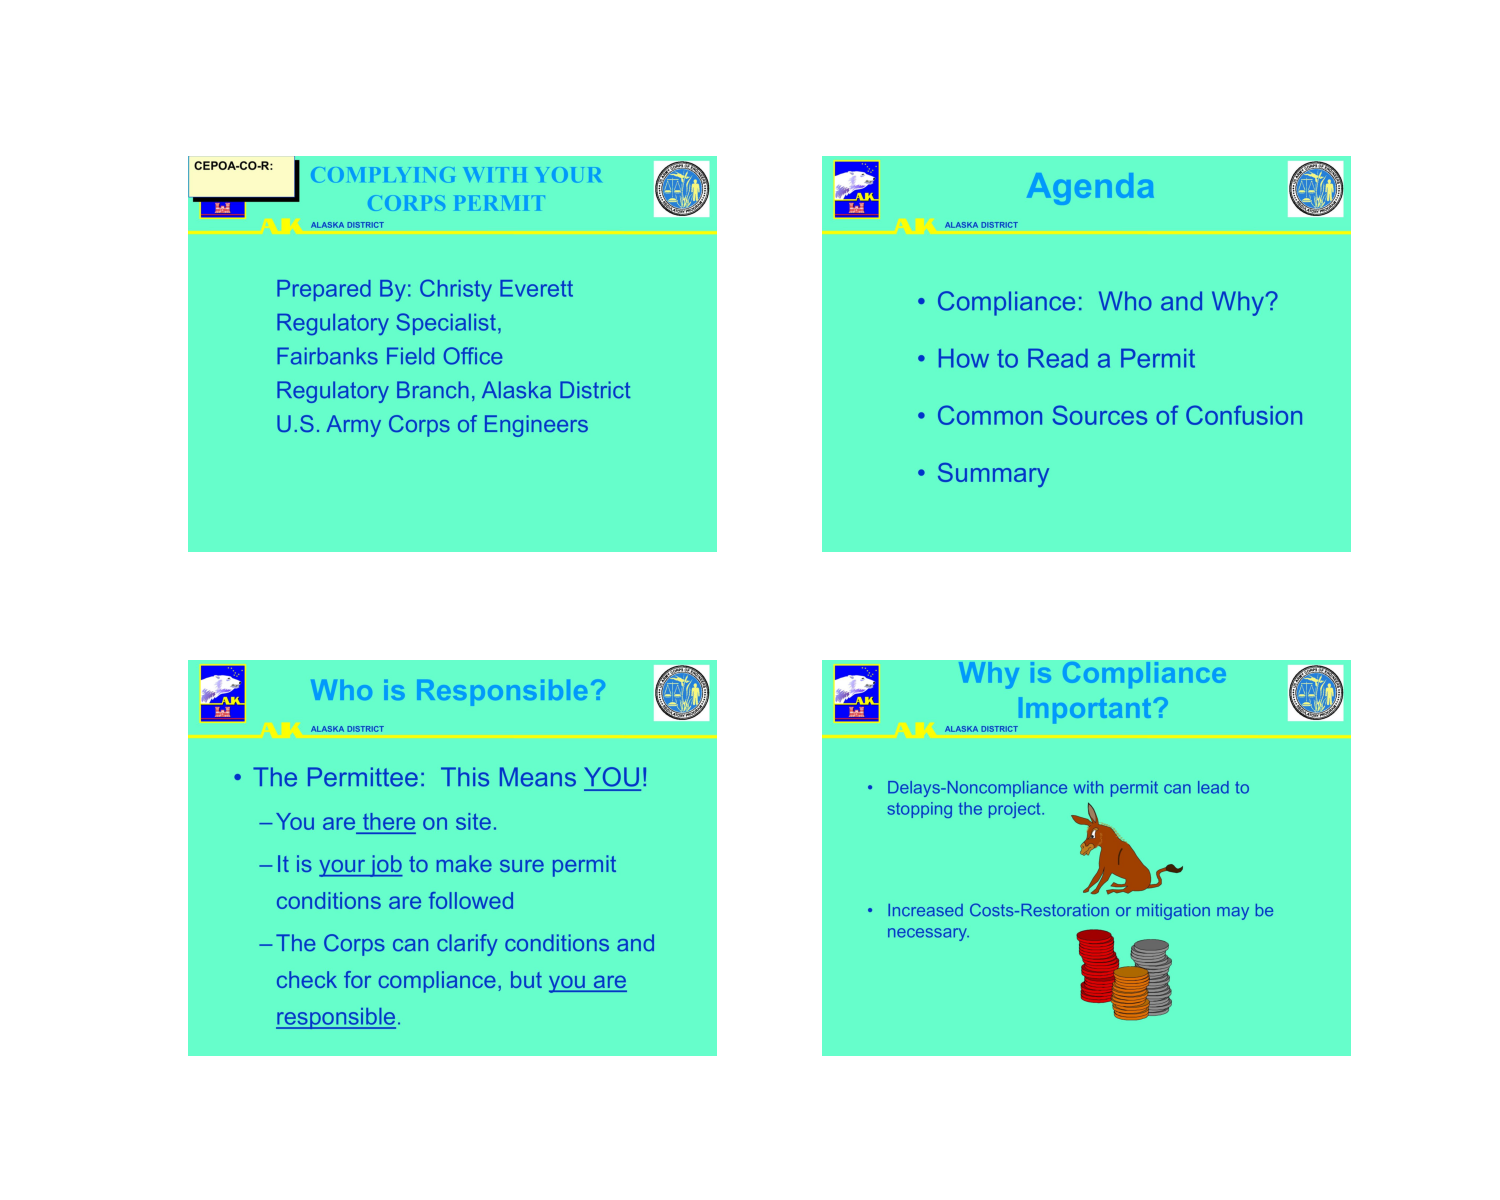 CEPOA-CO-R:
COMPLYING WITH YOUR
CORPS PERMIT
AK
ALASKA DISTRICT
Prepared By: Christy Everett
Regulatory Specialist,
Fairbanks Field Office
Regulatory Branch, Alaska District
U.S. Army Corps of Engineers
Agenda
AK
AK
ALASKA DISTRICT
• Compliance:  Who and Why?
• How to Read a Permit
• Common Sources of Confusion
• Summary
Who is Responsible?
AK
AK
ALASKA DISTRICT
• The Permittee:  This Means YOU!
– You are there on site.
– It is your job to make sure permit
conditions are followed
– The Corps can clarify conditions and
check for compliance, but you are
responsible.
Why is Compliance
Important?
AK
AK
ALASKA DISTRICT
• Delays-Noncompliance with permit can lead to
stopping the project.
• Increased Costs-Restoration or mitigation may be
necessary.